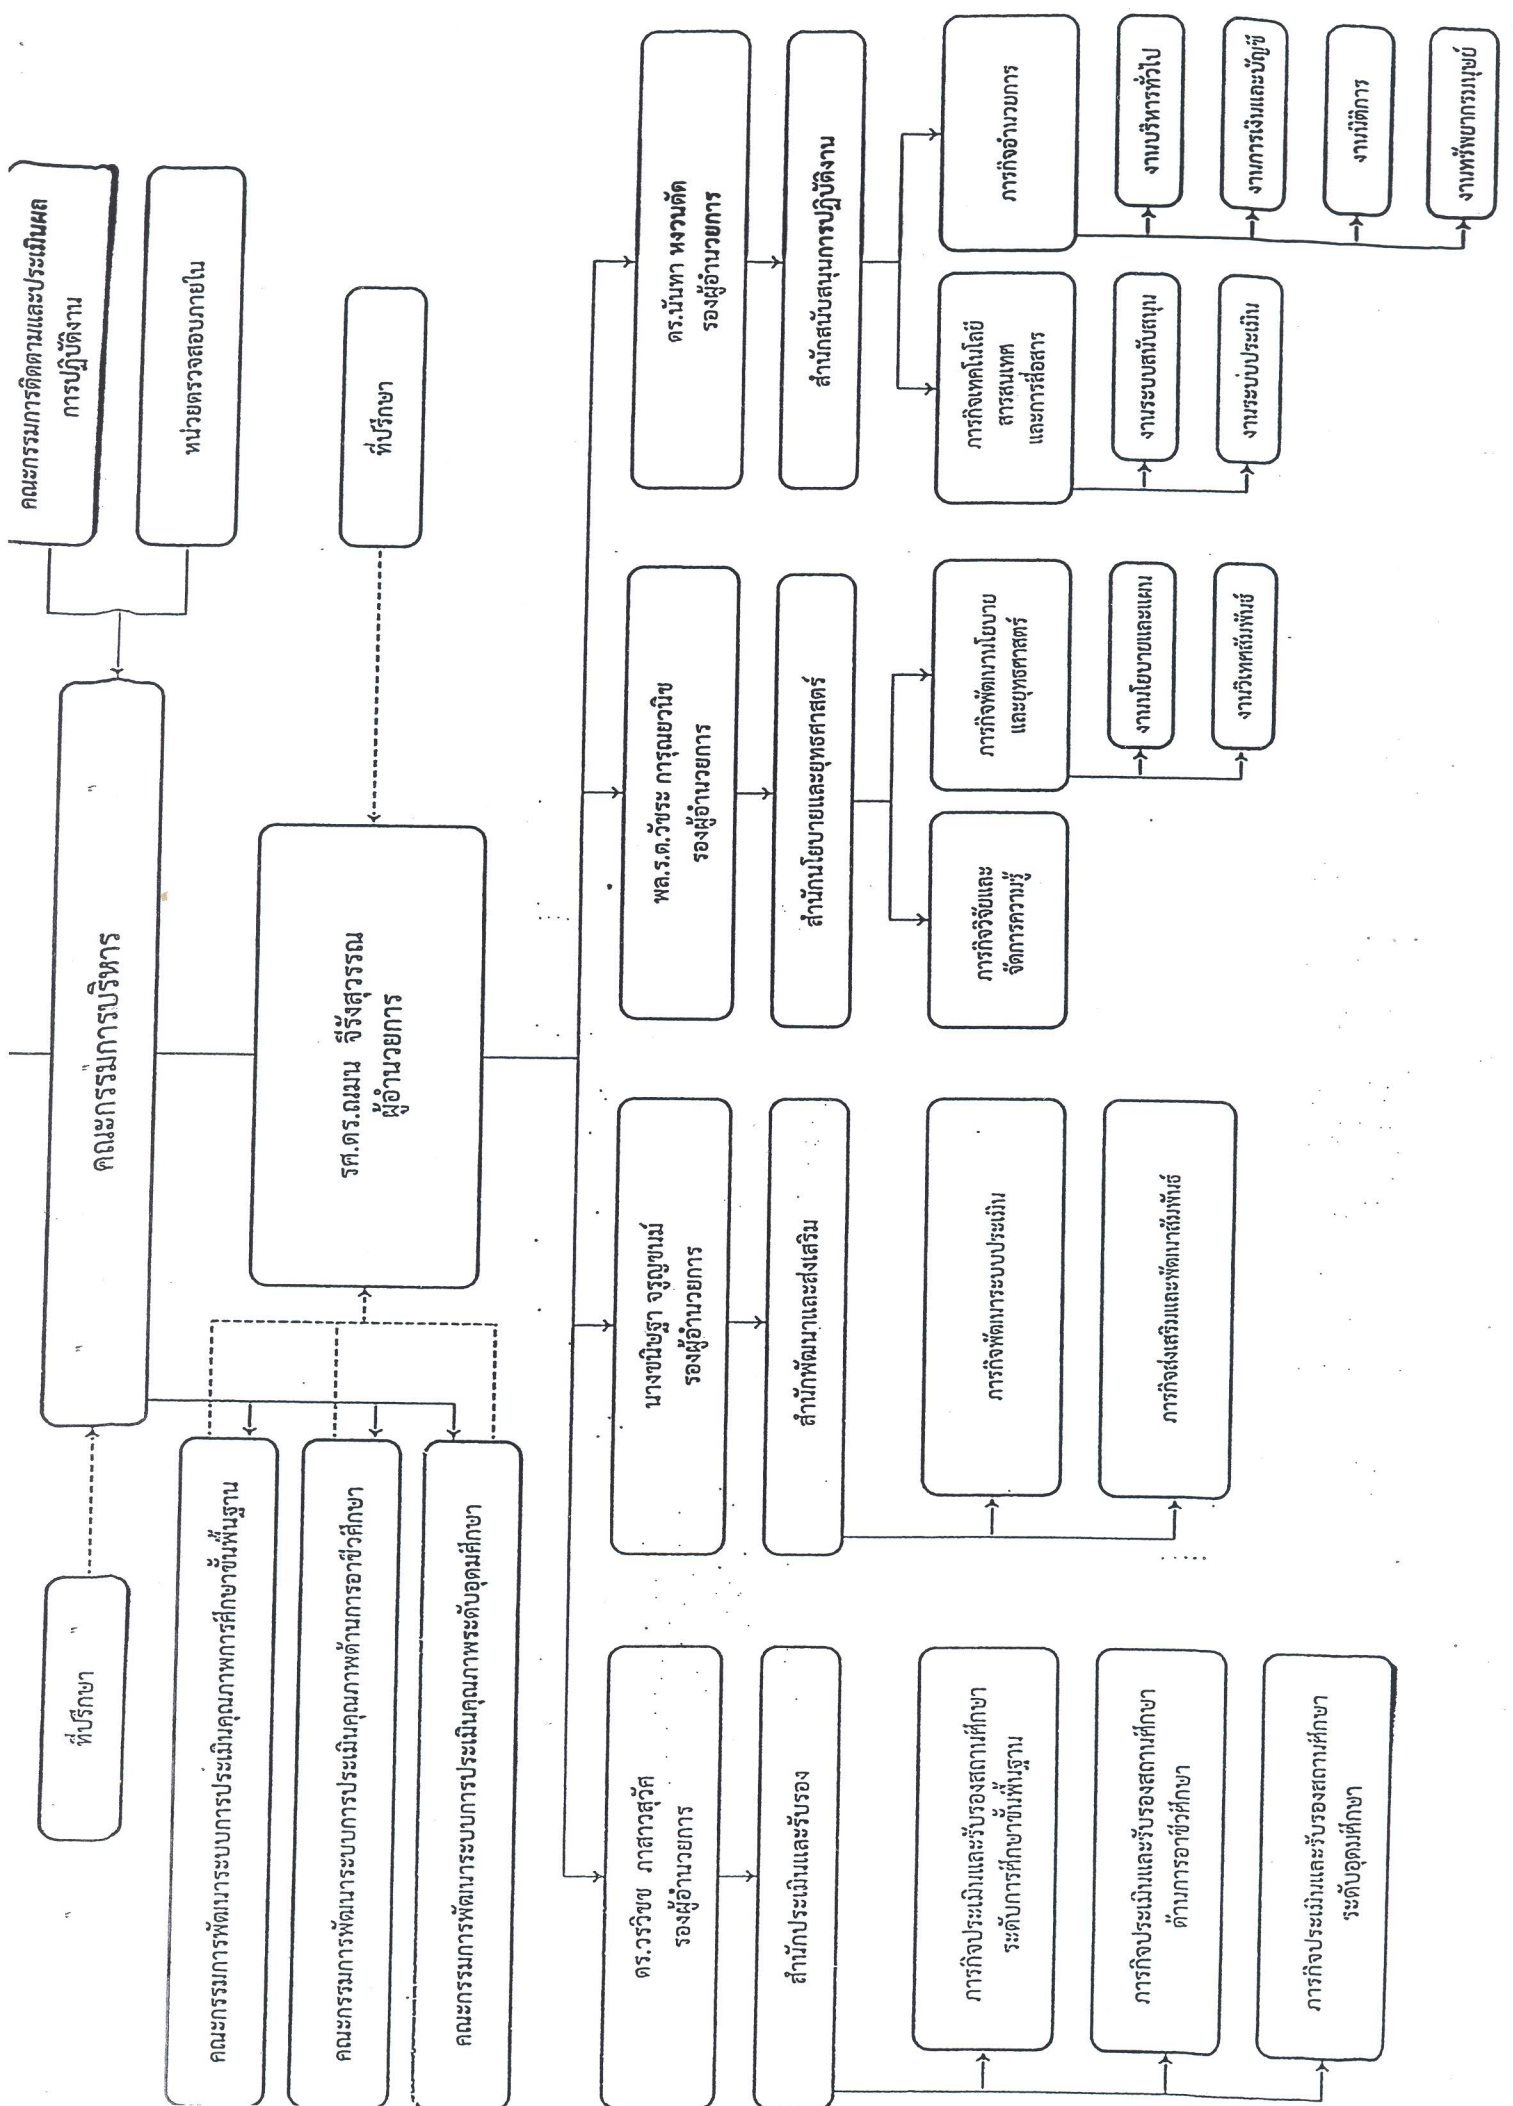 คณะกรรมการติดตามและประเมินผล
การปฏิบัติงาน
หน่วยตรวจสอบภายใน
คณะกรรมการบริหาร
ที่ปรึกษา
คณะกรรมการพัฒนาระบบการประเมินคุณภาพการศึกษาขั้นพื้นฐาน
คณะกรรมการพัฒนาระบบการประเมินคุณภาพด้านการอาชีวศึกษา
คณะกรรมการพัฒนาระบบการประเมินคุณภาพระดับอุดมศึกษา
รศ.ดร.ณมน จีรังสุวรรณ
ผู้อำนวยการ
ที่ปรึกษา
ดร.วรวิชช ภาสาวสุวัศ
รองผู้อำนวยการ
สำนักประเมินและรับรอง
ภารกิจประเมินและรับรองสถานศึกษา
ระดับการศึกษาขั้นพื้นฐาน
ภารกิจประเมินและรับรองสถานศึกษา
ด้านการอาชีวศึกษา
ภารกิจประเมินและรับรองสถานศึกษา
ระดับอุดมศึกษา
นางขนิษฐา จรูญชนม์
รองผู้อำนวยการ
สำนักพัฒนาและส่งเสริม
ภารกิจพัฒนาระบบประเมิน
ภารกิจส่งเสริมและพัฒนาสัมพันธ์
พล.ร.ต.วัชระ การุณยวนิช
รองผู้อำนวยการ
สำนักนโยบายและยุทธศาสตร์
ภารกิจวิจัยและ
จัดการความรู้
ภารกิจพัฒนานโยบาย
และยุทธศาสตร์
งานนโยบายและแผน
งานวิเทศสัมพันธ์
ดร.นันทา หงวนตัด
รองผู้อำนวยการ
สำนักสนับสนุนการปฏิบัติงาน
ภารกิจเทคโนโลยี
สารสนเทศ
และการสื่อสาร
งานระบบสนับสนุน
งานระบบประเมิน
ภารกิจอำนวยการ
งานบริหารทั่วไป
งานการเงินและบัญชี
งานนิติการ
งานทรัพยากรมนุษย์